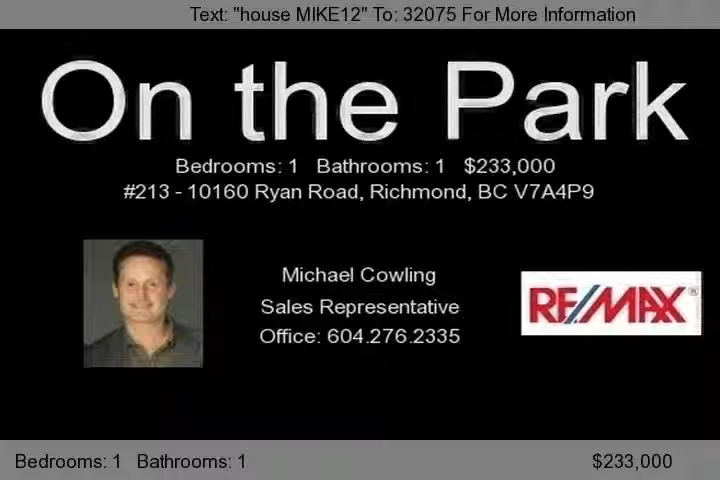 Text: "house MIKE12" To: 32075 For More Information
On the Park
Bedrooms: 1 Bathrooms: 1 $233,000
#213 - 10160 Ryan Road, Richmond, BC V7A4P9
Michael Cowling
Sales Representative
Office: 604.276.2335
RE/MAX®
Bedrooms: 1 Bathrooms: 1 $233,000